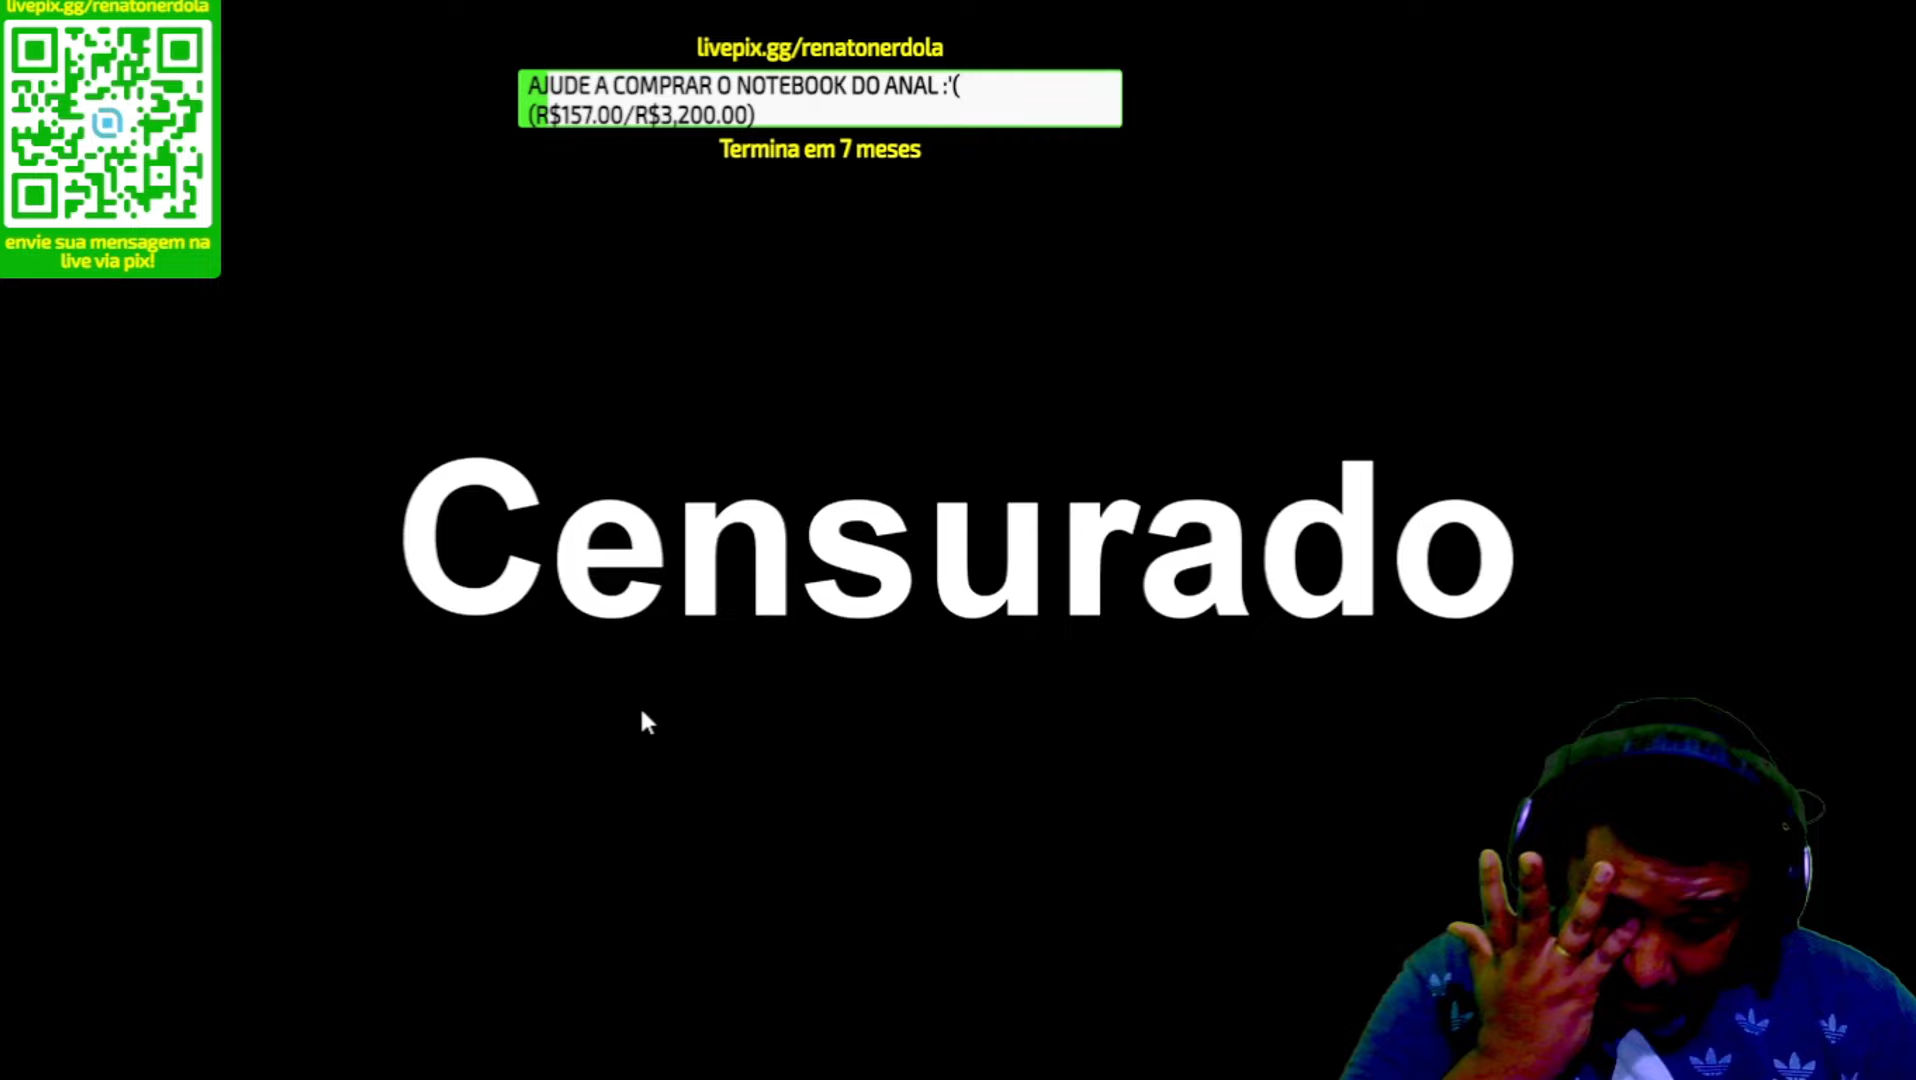 livepix.gg/renatonerdola
livepix.gg/renatonerdola
AJUDE A COMPRAR O NOTEBOOK DO ANAL :'(
(R$157.00/R$3,200.00)
Termina em 7 meses
envie sua mensagem na
live via pix!
Censurado